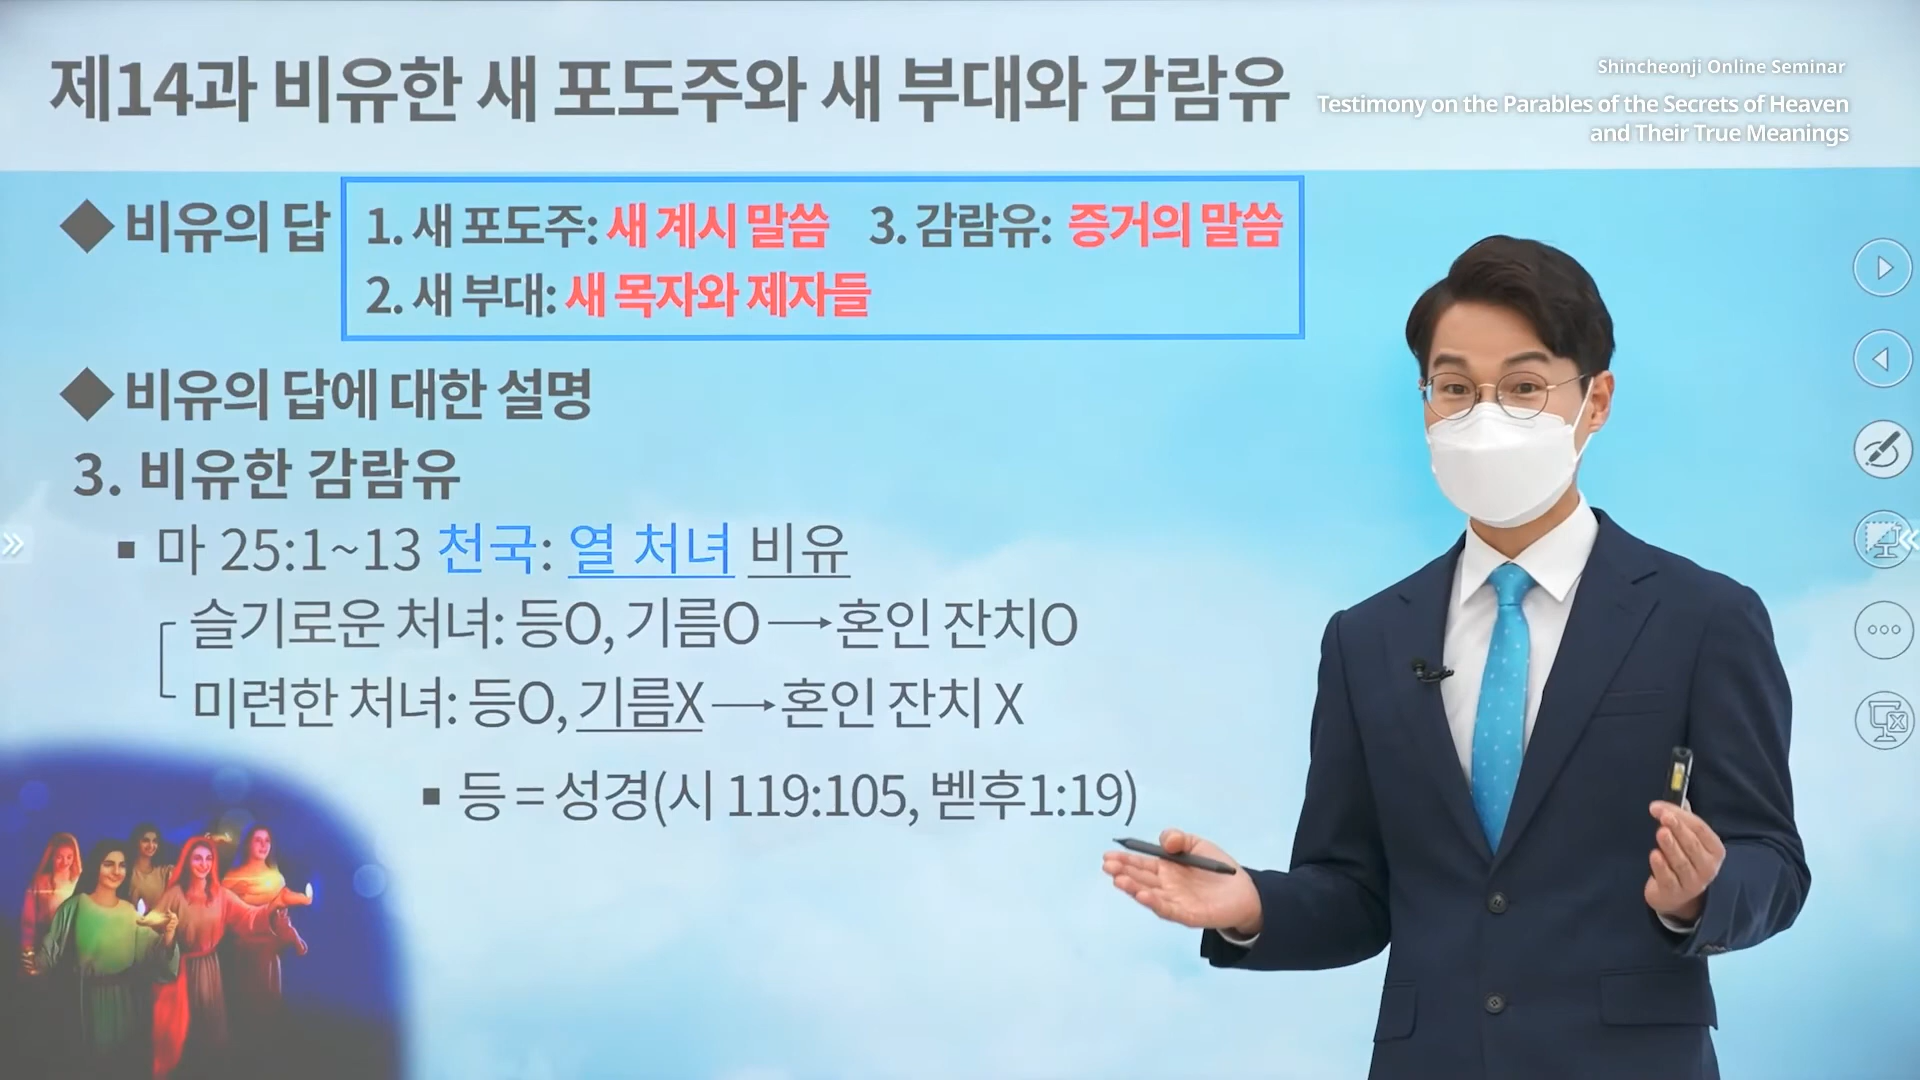 제14과 비유한 새 포도주와 새 부대와 감람유
Shincheonji Online Seminar
Testimony on the Parables of the Secrets of Heaven
and Their True Meanings
◆비유의 답
1. 새 포도주: 새 계시 말씀 3. 감람유: 증거의 말씀
2. 새 부대: 새 목자와 제자들
◆비유의 답에 대한 설명
3. 비유한 감람유
▪ 마 25:1~13 천국: 열 처녀 비유
슬기로운 처녀: 등O, 기름O→혼인 잔치O
미련한 처녀: 등O, 기름X→혼인 잔치 X
▪ 등 = 성경(시 119:105, 벧후1:19)